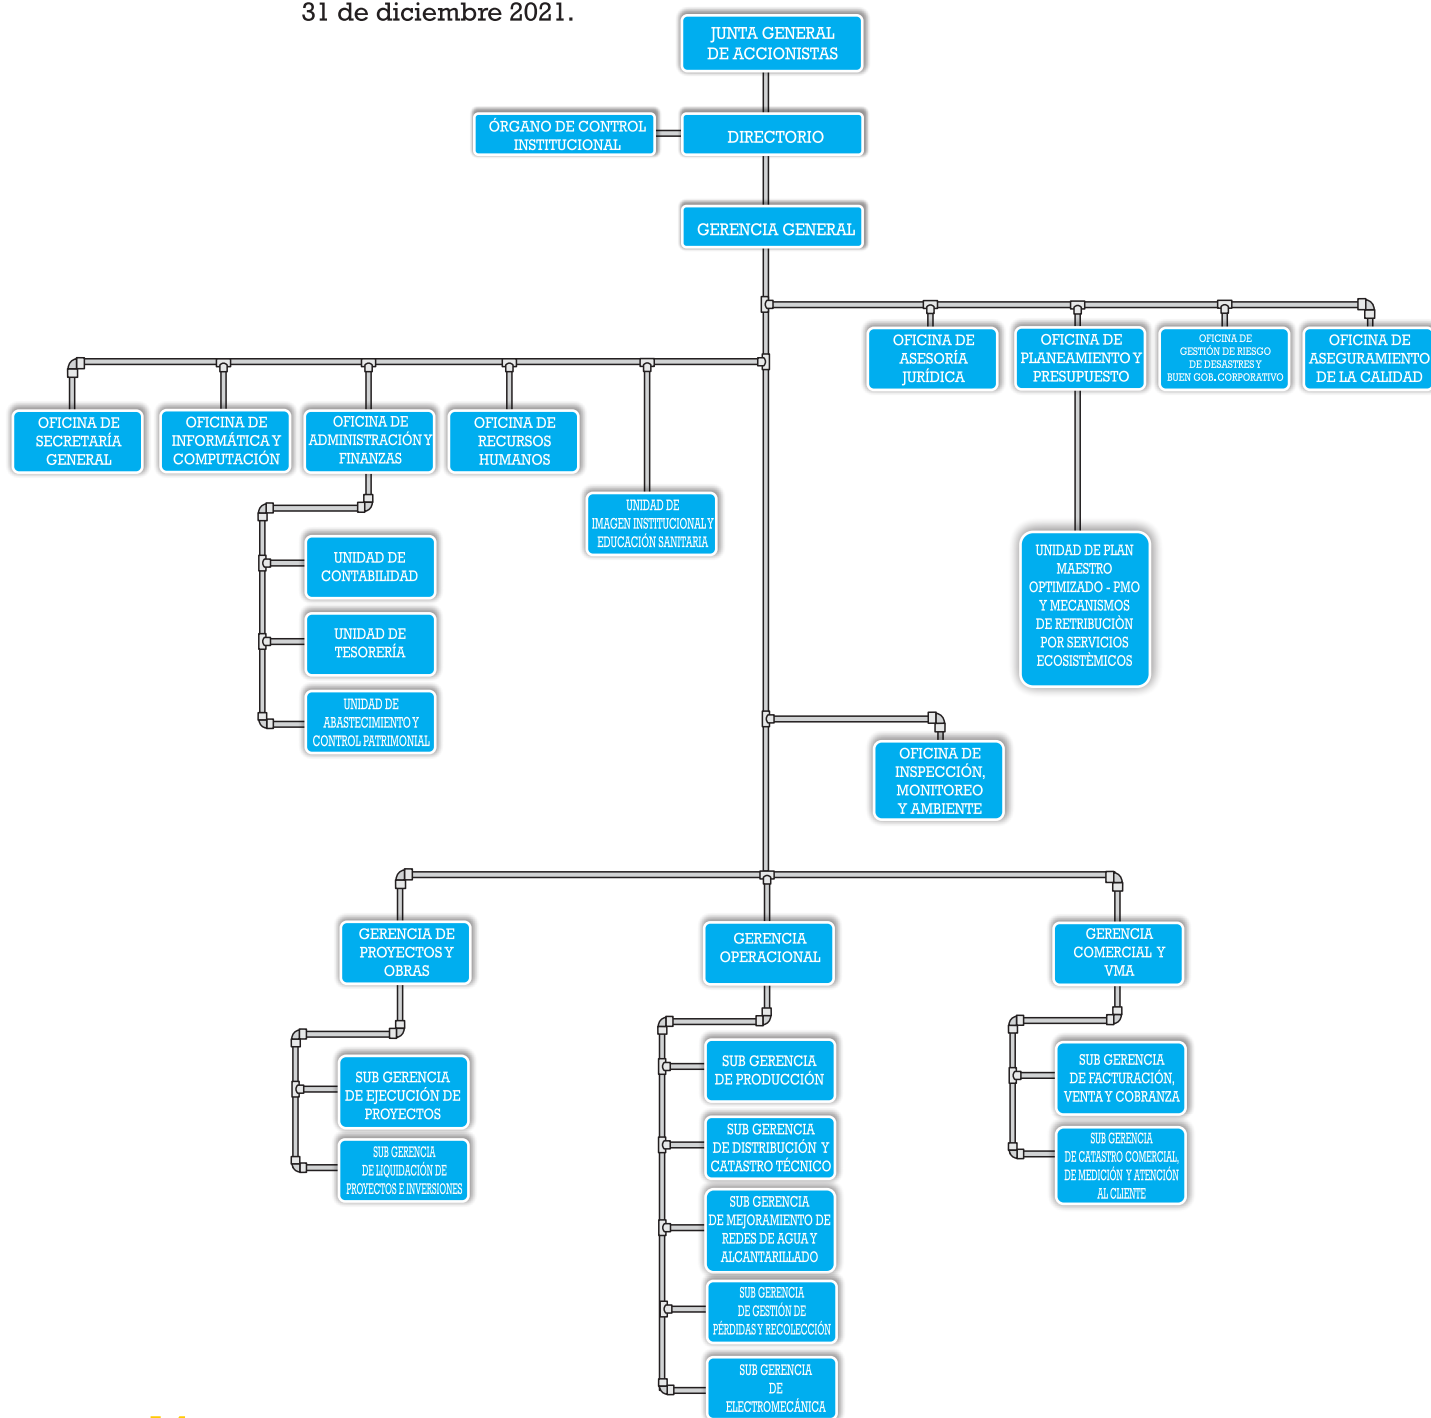 31 de diciembre 2021.
JUNTA GENERAL
DE ACCIONISTAS
ÓRGANO DE CONTROL
INSTITUCIONAL
DIRECTORIO
GERENCIA GENERAL
OFICINA DE
ASESORÍA
JURÍDICA
OFICINA DE
PLANEAMIENTO Y
PRESUPUESTO
OFICINA DE
GESTIÓN DE RIESGO
DE DESASTRES Y
BUEN GOB. CORPORATIVO
OFICINA DE
ASEGURAMIENTO
DE LA CALIDAD
OFICINA DE
SECRETARÍA
GENERAL
OFICINA DE
INFORMÁTICA Y
COMPUTACIÓN
OFICINA DE
ADMINISTRACIÓN Y
FINANZAS
OFICINA DE
RECURSOS
HUMANOS
UNIDAD DE
IMAGEN INSTITUCIONAL Y
EDUCACIÓN SANITARIA
UNIDAD DE
CONTABILIDAD
UNIDAD DE
TESORERÍA
UNIDAD DE
ABASTECIMIENTO Y
CONTROL PATRIMONIAL
UNIDAD DE PLAN
MAESTRO
OPTIMIZADO - PMO
Y MECANISMOS
DE RETRIBUCIÒN
POR SERVICIOS
ECOSISTÈMICOS
OFICINA DE
INSPECCIÓN,
MONITOREO
Y AMBIENTE
GERENCIA DE
PROYECTOS Y
OBRAS
GERENCIA
OPERACIONAL
GERENCIA
COMERCIAL Y
VMA
SUB GERENCIA
DE EJECUCIÓN DE
PROYECTOS
SUB GERENCIA
DE LIQUIDACIÓN DE
PROYECTOS E INVERSIONES
SUB GERENCIA
DE PRODUCCIÓN
SUB GERENCIA
DE DISTRIBUCIÓN Y
CATASTRO TÉCNICO
SUB GERENCIA
DE MEJORAMIENTO DE
REDES DE AGUA Y
ALCANTARILLADO
SUB GERENCIA
DE GESTIÓN DE
PÉRDIDAS Y RECOLECCIÓN
SUB GERENCIA
DE
ELECTROMECÁNICA
SUB GERENCIA
DE FACTURACIÓN,
VENTA Y COBRANZA
SUB GERENCIA
DE CATASTRO COMERCIAL,
DE MEDICIÓN Y ATENCIÓN
AL CLIENTE